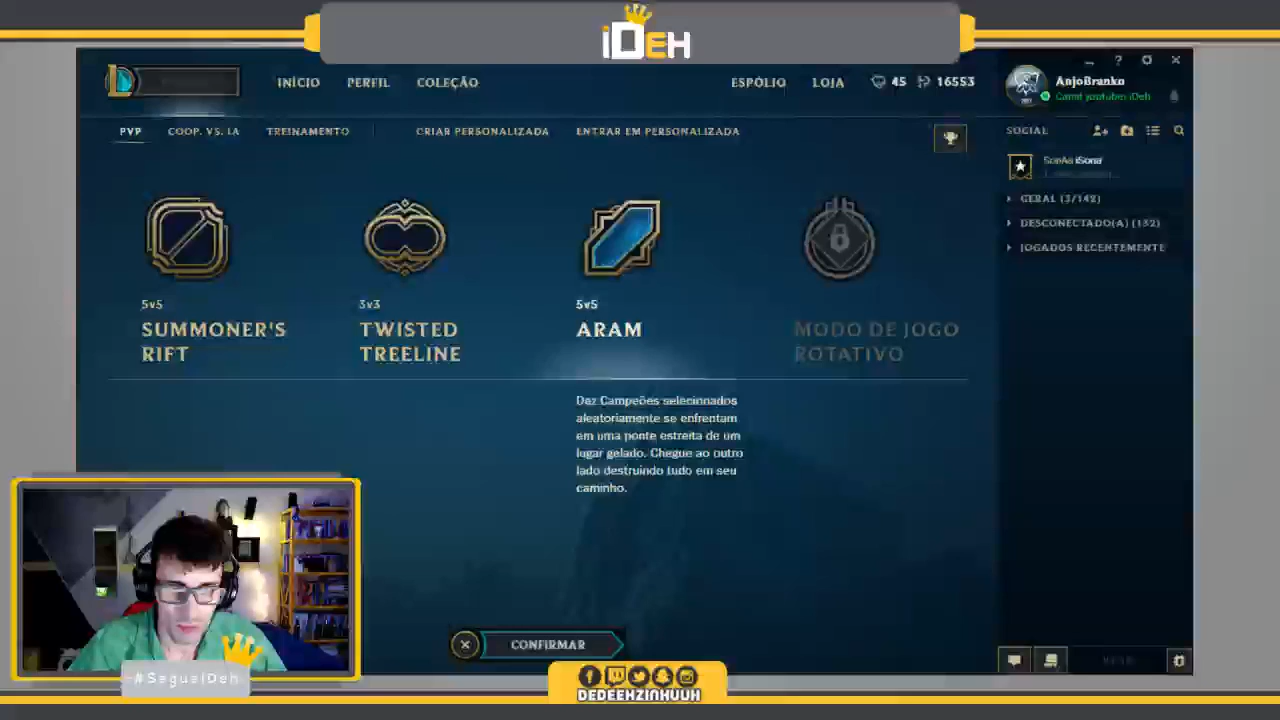 iDEH
INÍCIO PERFIL COLEÇÃO ESPÓLIO LOJA 45 16553
AnjoBranko
Canal youtuber iDeh
PVP COOP. VS. IA TREINAMENTO CRIAR PERSONALIZADA ENTRAR EM PERSONALIZADA
SOCIAL
GERAL (3/142)
DESCONECTADO(A) (132)
JOGADOS RECENTEMENTE
5v5
SUMMONER'S
RIFT
3v3
TWISTED
TREELINE
5v5
ARAM
MODO DE JOGO
ROTATIVO
Dez Campeões selecionados
aleatoriamente se enfrentam
em uma ponte estreita de um
lugar gelado. Chegue ao outro
lado destruindo tudo em seu
caminho.
CONFIRMAR
#SegueiDeh
DEDEEHZINHUUH